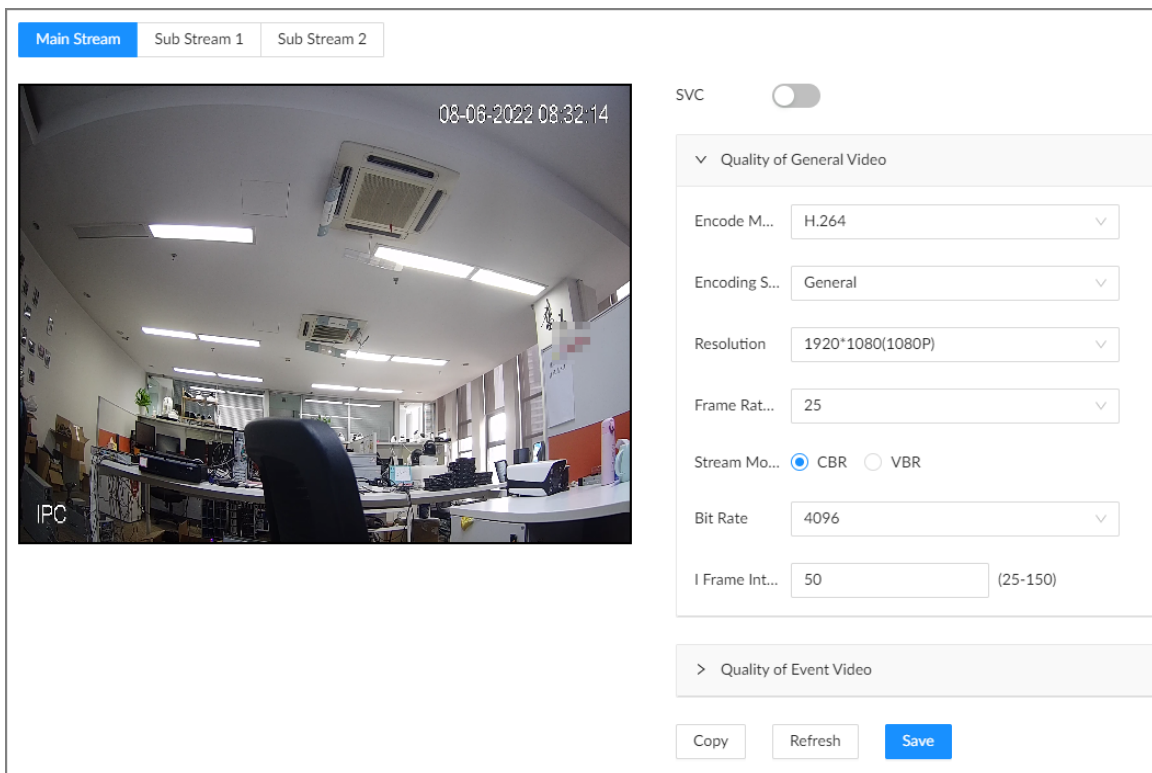 Main Stream Sub Stream 1 Sub Stream 2
08-06-2022 08:32:14
IPC
SVC
Quality of General Video
Encode M... H.264
Encoding S... General
Resolution 1920*1080(1080P)
Frame Rat... 25
Stream Mo... CBR VBR
Bit Rate 4096
I Frame Int... 50 (25-150)
Quality of Event Video
Copy Refresh Save